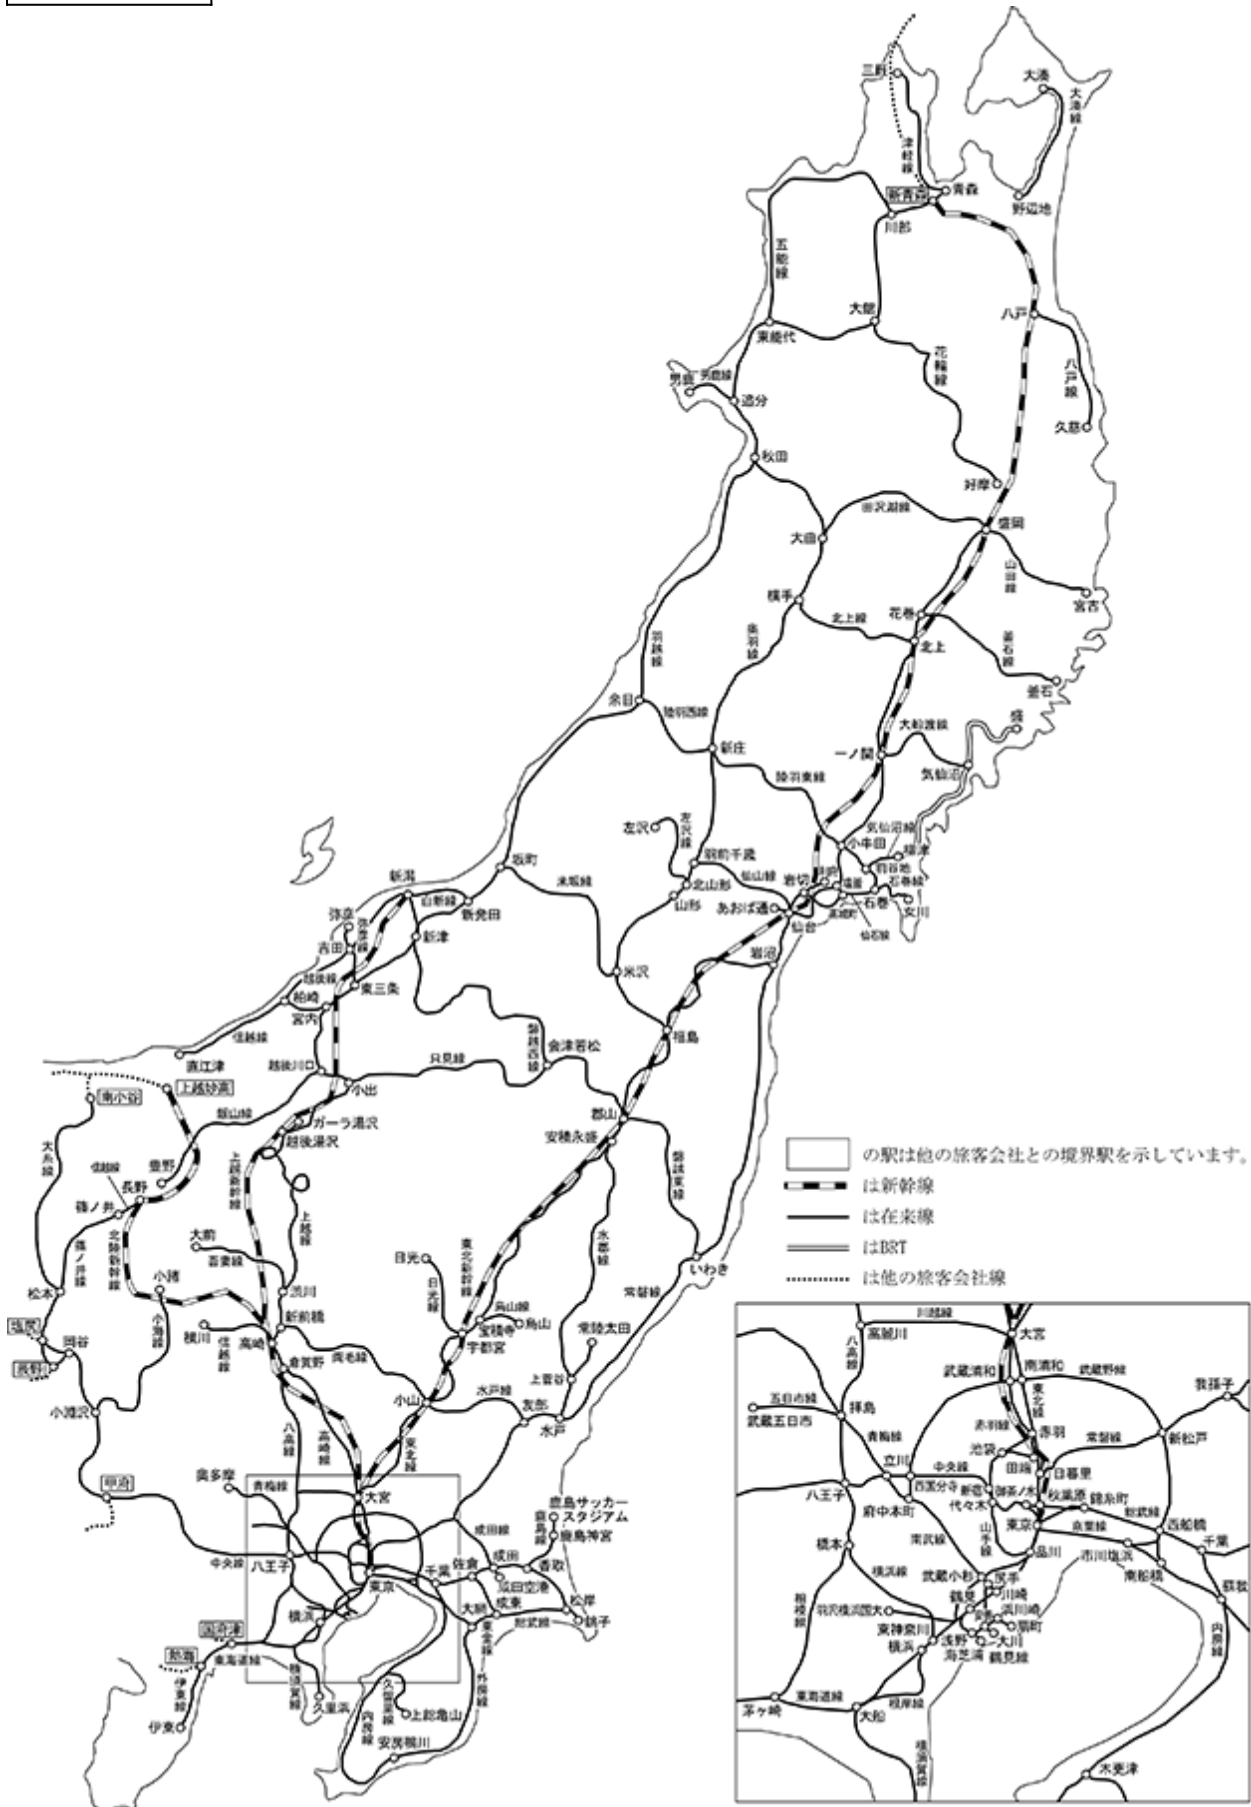 三厩
大湊
大湊線
津軽線
新青森
青森
野辺地
川部
五能線
大館
東能代
八戸
花輪線
八戸線
男鹿
男鹿線
追分
久慈
秋田
好摩
田沢湖線
盛岡
大曲
山田線
宮古
横手
花巻
北上線
奥羽線
羽越線
北上
釜石線
釜石
余目
陸羽西線
大船渡線
盛
新庄
一ノ関
気仙沼
陸羽東線
左沢
左沢線
気仙沼線
小牛田
柳津
前谷地
羽前千歳
坂町
米坂線
北山形
仙山線
岩切
利府
塩釜
石巻線
山形
あおば通
高城町
石巻
女川
仙台
仙石線
新潟
白新線
新発田
弥彦
弥彦線
吉田
新津
岩沼
越後線
東三条
米沢
柏崎
宮内
信越線
磐越西線
福島
直江津
越後川口
只見線
会津若松
小出
上越妙高
南小谷
飯山線
ガーラ湯沢
越後湯沢
郡山
安積永盛
大糸線
信越線
豊野
長野
上越新幹線
磐越東線
篠ノ井
北陸新幹線
大前
吾妻線
上越線
日光
東北新幹線
水郡線
いわき
篠ノ井線
日光線
小諸
松本
渋川
常磐線
小海線
新前橋
烏山線
烏山
宝積寺
常陸太田
塩尻
岡谷
横川
信越線
高崎
宇都宮
倉賀野
両毛線
辰野
上菅谷
小山
水戸線
小淵沢
友部
水戸
八高線
高崎線
東北線
甲府
奥多摩
青梅線
大宮
鹿島サッカー
スタジアム
鹿島線
鹿島神宮
成田線
中央線
八王子
佐倉
成田
香取
千葉
成田空港
東京
松岸
横浜
大網
成東
総武線
銚子
東金線
国府津
熱海
東海道線
横須賀線
外房線
伊東線
久里浜
久留里線
上総亀山
伊東
内房線
安房鴨川
の駅は他の旅客会社との境界駅を示しています。
は新幹線
は在来線
はBRT
は他の旅客会社線
川越線
高麗川
大宮
八高線
武蔵浦和
南浦和
武蔵野線
東北線
我孫子
五日市線
拝島
武蔵五日市
赤羽線
赤羽
新松戸
青梅線
池袋
常磐線
立川
中央線
田端
日暮里
八王子
西国分寺
新宿
御茶ノ水
秋葉原
錦糸町
代々木
府中本町
総武線
東京
京葉線
西船橋
千葉
橋本
南武線
山手線
品川
市川塩浜
横浜線
武蔵小杉
尻手
南船橋
蘇我
鶴見
川崎
相模線
羽沢横浜国大
浜川崎
安善
扇町
東神奈川
浅野
大川
内房線
横浜
海芝浦
鶴見線
東海道線
根岸線
茅ヶ崎
大船
横須賀線
木更津